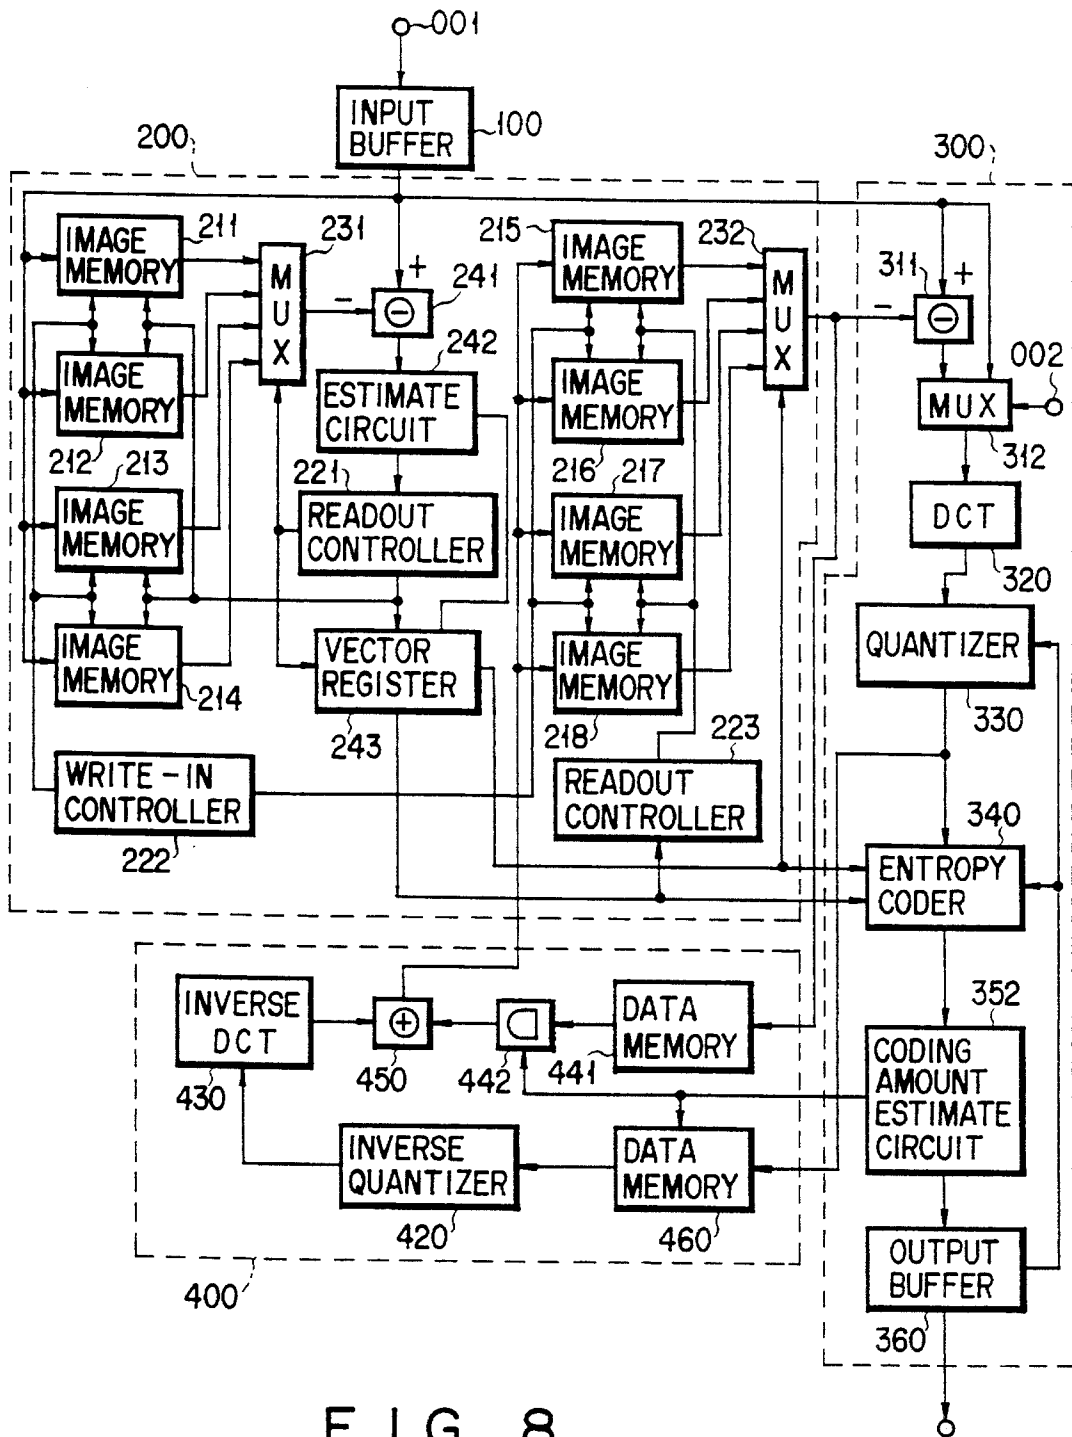 001
INPUT
BUFFER
100
200
300
IMAGE
MEMORY
211
231
M
U
X
+
-
241
215
IMAGE
MEMORY
232
M
U
X
311
+
-
IMAGE
MEMORY
212
213
242
ESTIMATE
CIRCUIT
IMAGE
MEMORY
216
217
002
MUX
312
221
IMAGE
MEMORY
READOUT
CONTROLLER
IMAGE
MEMORY
DCT
320
IMAGE
MEMORY
214
VECTOR
REGISTER
243
IMAGE
MEMORY
218
223
QUANTIZER
330
WRITE-IN
CONTROLLER
222
READOUT
CONTROLLER
340
ENTROPY
CODER
INVERSE
DCT
430
450
442
DATA
MEMORY
441
352
CODING
AMOUNT
ESTIMATE
CIRCUIT
INVERSE
QUANTIZER
420
DATA
MEMORY
460
400
OUTPUT
BUFFER
360
FIG. 8